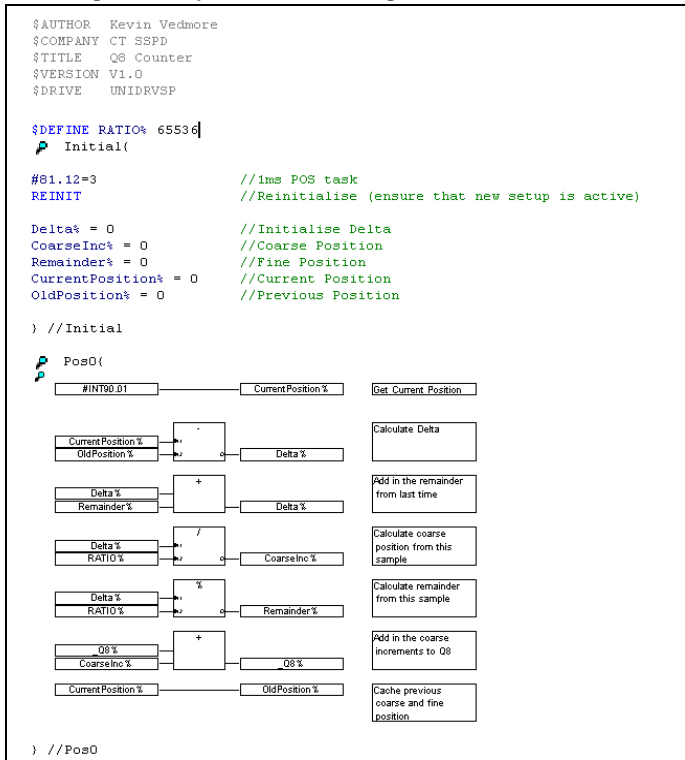 $AUTHOR Kevin Vedmore
$COMPANY CT SSPD
$TITLE Q8 Counter
$VERSION V1.0
$DRIVE UNIDRVSP
$DEFINE RATIO% 65536
Initial{
#81.12=3 //1ms POS task
REINIT //Reinitialise (ensure that new setup is active)
Delta% = 0 //Initialise Delta
CoarseInc% = 0 //Coarse Position
Remainder% = 0 //Fine Position
CurrentPosition% = 0 //Current Position
OldPosition% = 0 //Previous Position
} //Initial
Pos0{
#INT90.01 CurrentPosition% Get Current Position
- Calculate Delta
CurrentPosition%
OldPosition% Delta%
+ Add in the remainder
from last time
Delta%
Remainder% Delta%
/ Calculate coarse
position from this
sample
Delta%
RATIO% CoarseInc%
% Calculate remainder
from this sample
Delta%
RATIO% Remainder%
+ Add in the coarse
increments to Q8
_Q8%
CoarseInc% _Q8%
CurrentPosition% OldPosition% Cache previous
coarse and fine
position
} //Pos0